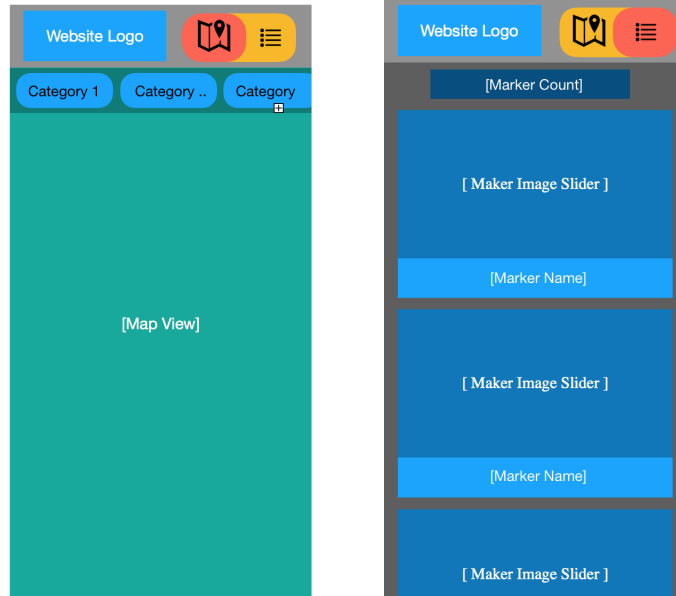 Website Logo
Category 1
Category ..
Category
[Map View]
Website Logo
[Marker Count]
[ Maker Image Slider ]
[Marker Name]
[ Maker Image Slider ]
[Marker Name]
[ Maker Image Slider ]